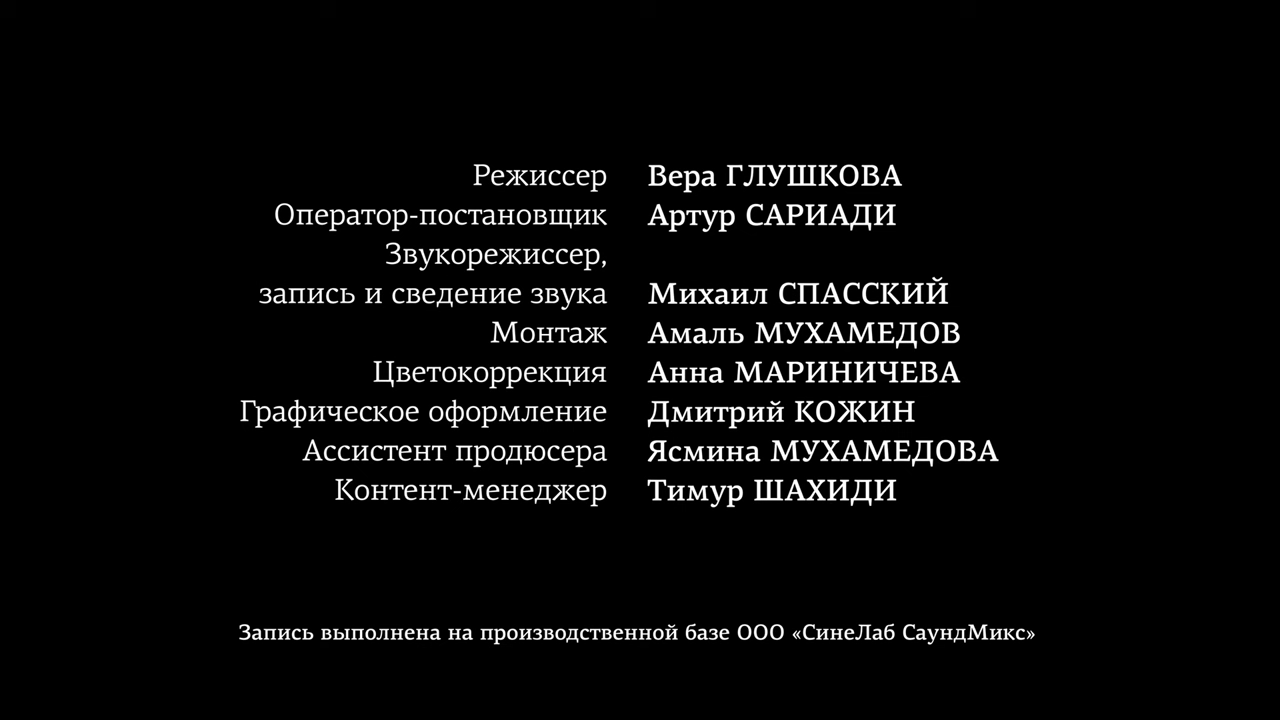 Режиссер Вера ГЛУШКОВА
Оператор-постановщик Артур САРИАДИ
Звукорежиссер,
запись и сведение звука Михаил СПАССКИЙ
Монтаж Амаль МУХАМЕДОВ
Цветокоррекция Анна МАРИНИЧЕВА
Графическое оформление Дмитрий КОЖИН
Ассистент продюсера Ясмина МУХАМЕДОВА
Контент-менеджер Тимур ШАХИДИ
Запись выполнена на производственной базе ООО «СинеЛаб СаундМикс»